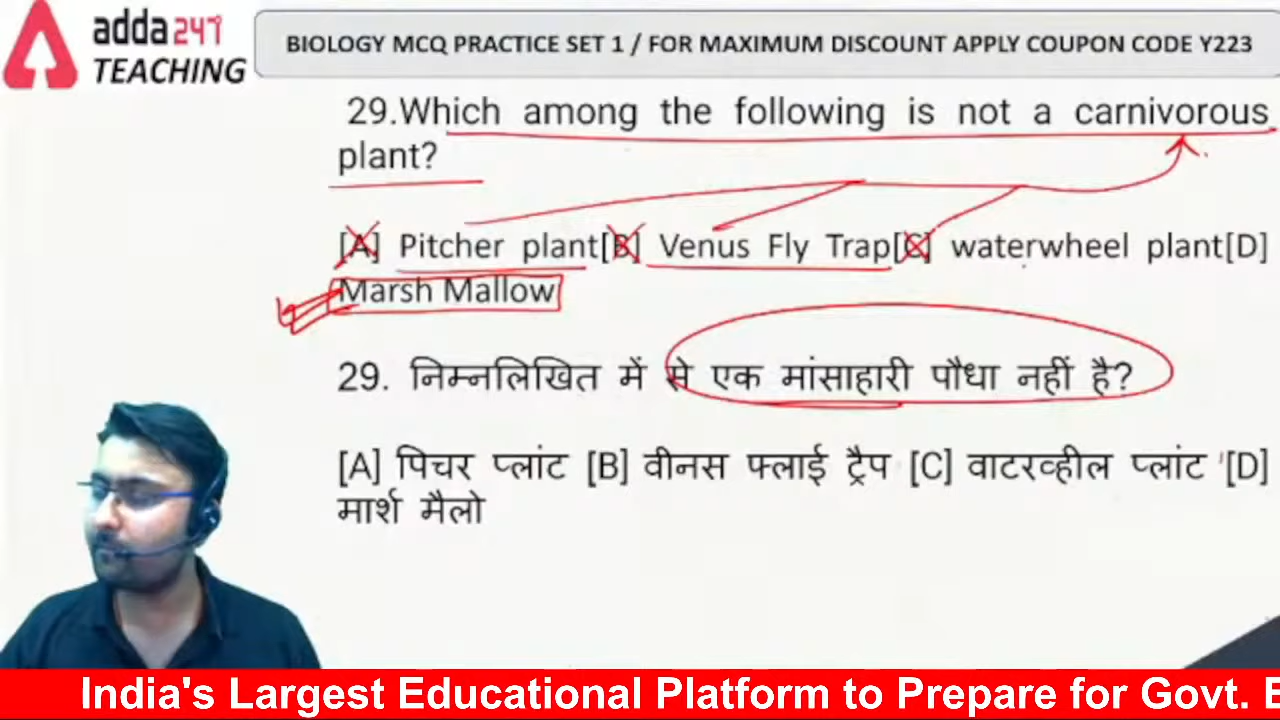 adda247
TEACHING
BIOLOGY MCQ PRACTICE SET 1 / FOR MAXIMUM DISCOUNT APPLY COUPON CODE Y223
29.Which among the following is not a carnivorous
plant?
[A] Pitcher plant[B] Venus Fly Trap[C] waterwheel plant[D]
Marsh Mallow
29. निम्नलिखित में से एक मांसाहारी पौधा नहीं है?
[A] पिचर प्लांट [B] वीनस फ्लाई ट्रैप [C] वाटरव्हील प्लांट [D]
मार्श मैलो
India's Largest Educational Platform to Prepare for Govt. E